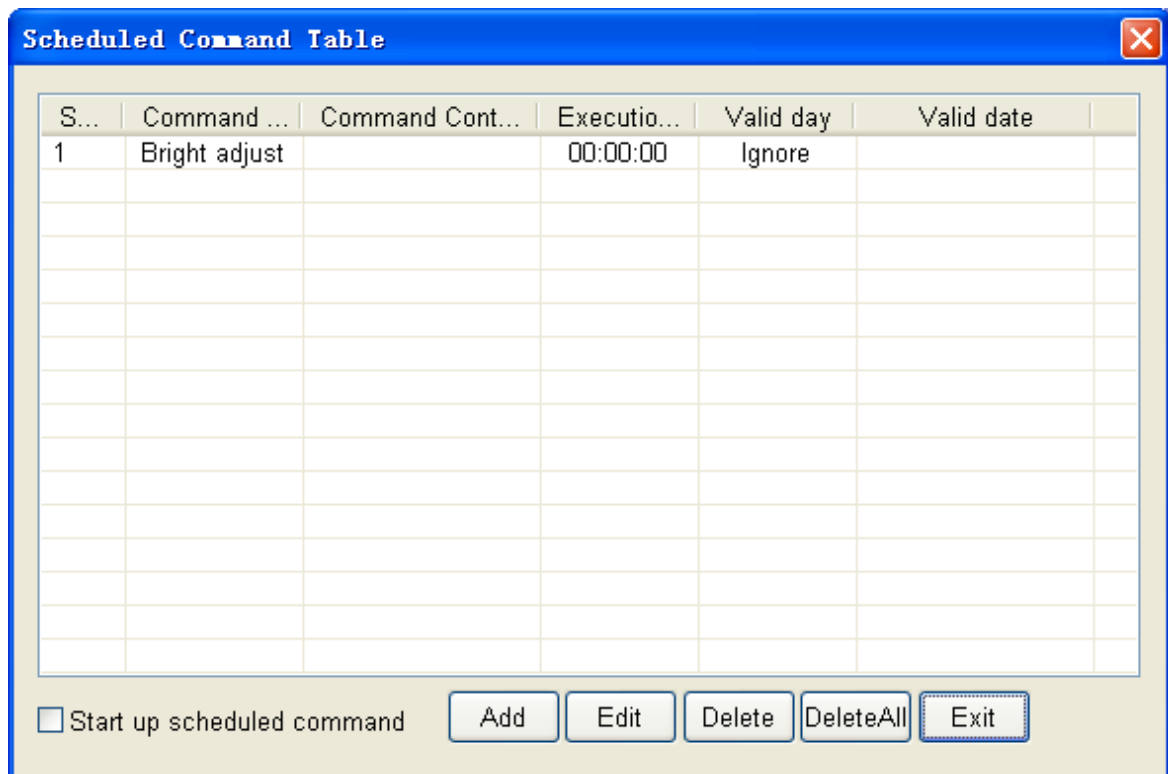 Scheduled Command Table
S... Command ... Command Cont... Executio... Valid day Valid date
1 Bright adjust 00:00:00 Ignore
Start up scheduled command Add Edit Delete DeleteAll Exit